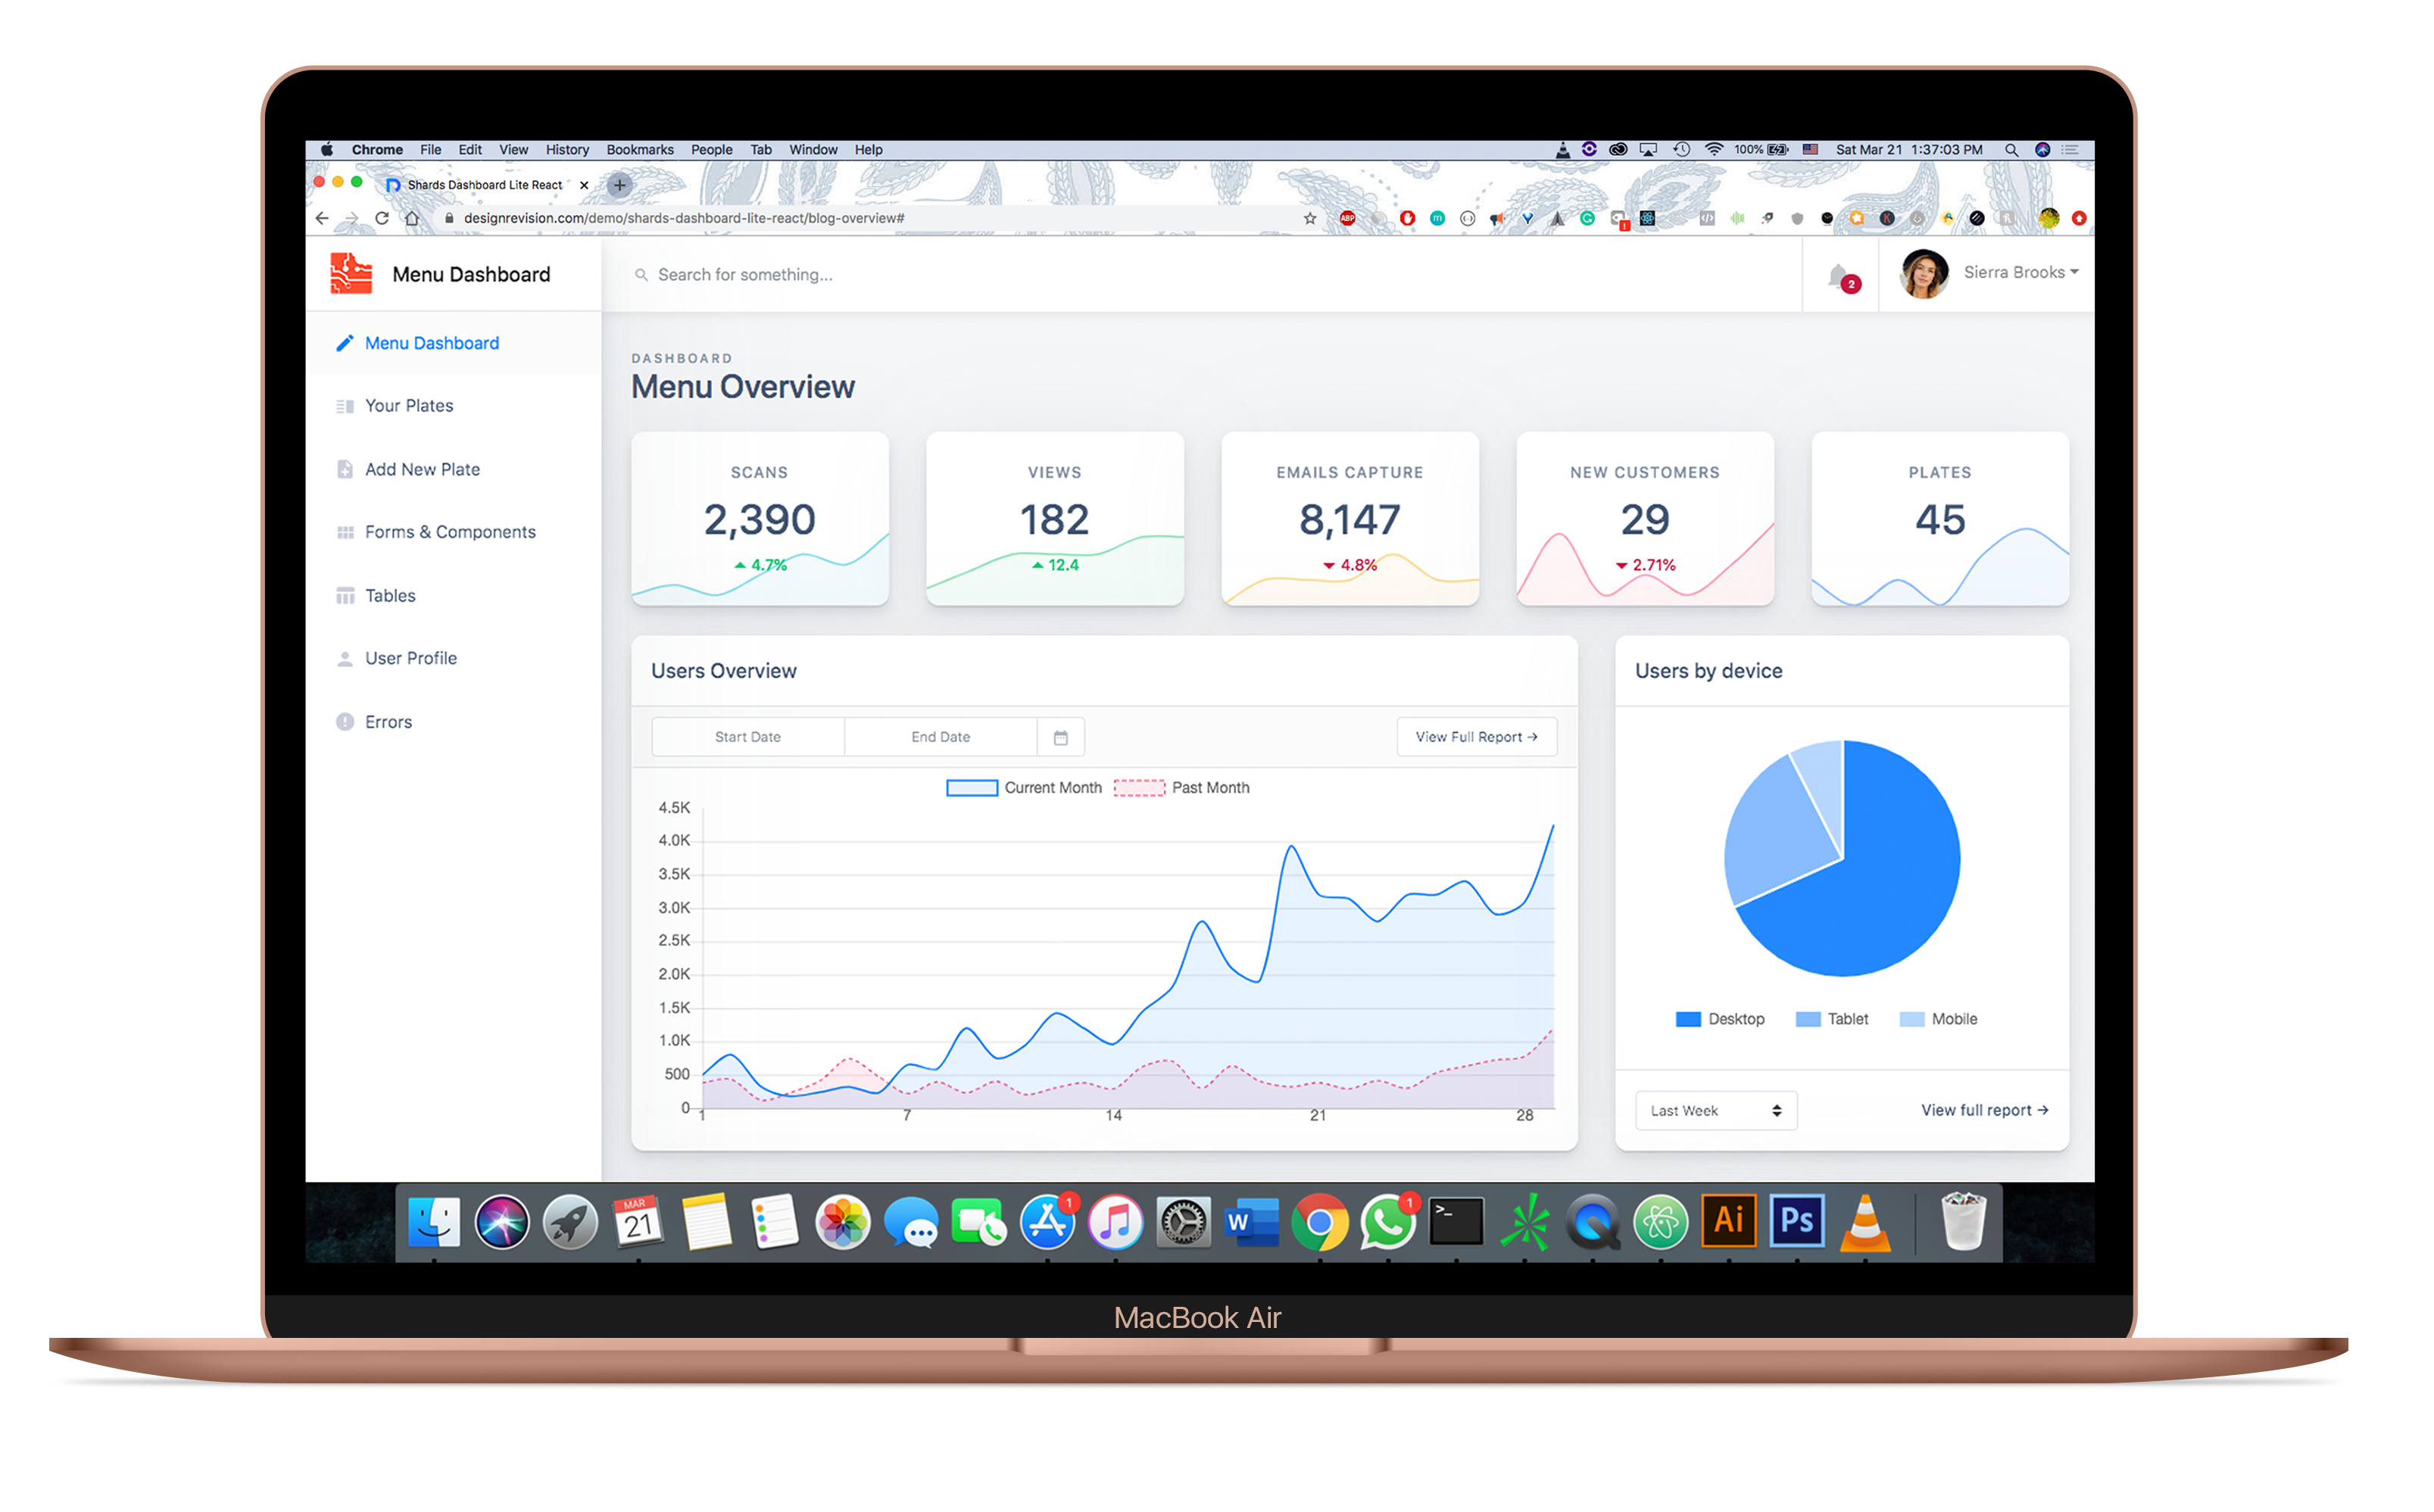 Chrome File Edit View History Bookmarks People Tab Window Help 100% Sat Mar 21 1:37:03 PM
Shards Dashboard Lite React
designrevision.com/demo/shards-dashboard-lite-react/blog-overview#
ABP
Menu Dashboard
Search for something...
2
Sierra Brooks
Menu Dashboard
Your Plates
Add New Plate
Forms & Components
Tables
User Profile
Errors
DASHBOARD
Menu Overview
SCANS
2,390
4.7%
VIEWS
182
12.4
EMAILS CAPTURE
8,147
4.8%
NEW CUSTOMERS
29
2.71%
PLATES
45
Users Overview
Start Date End Date View Full Report →
Current Month Past Month
4.5K
4.0K
3.5K
3.0K
2.5K
2.0K
1.5K
1.0K
500
0
1 7 14 21 28
Users by device
Desktop Tablet Mobile
Last Week View full report →
MAR
21
1
W
1
>_
Ai
Ps
MacBook Air